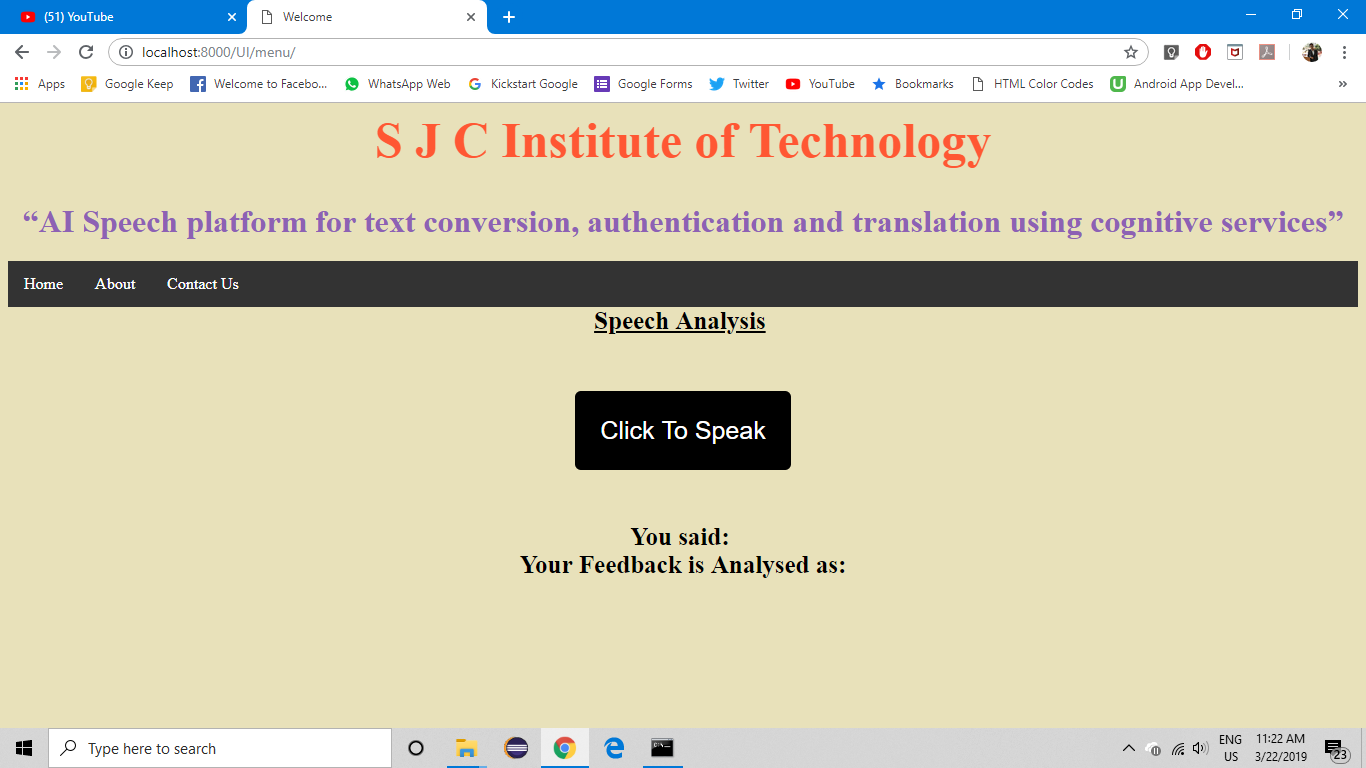 (51) YouTube
Welcome
localhost:8000/UI/menu/
Apps Google Keep Welcome to Facebo... WhatsApp Web Kickstart Google Google Forms Twitter YouTube Bookmarks HTML Color Codes Android App Devel... »
S J C Institute of Technology
“AI Speech platform for text conversion, authentication and translation using cognitive services”
Home About Contact Us
Speech Analysis
Click To Speak
You said:
Your Feedback is Analysed as:
Type here to search
ENG 11:22 AM
US 3/22/2019
23